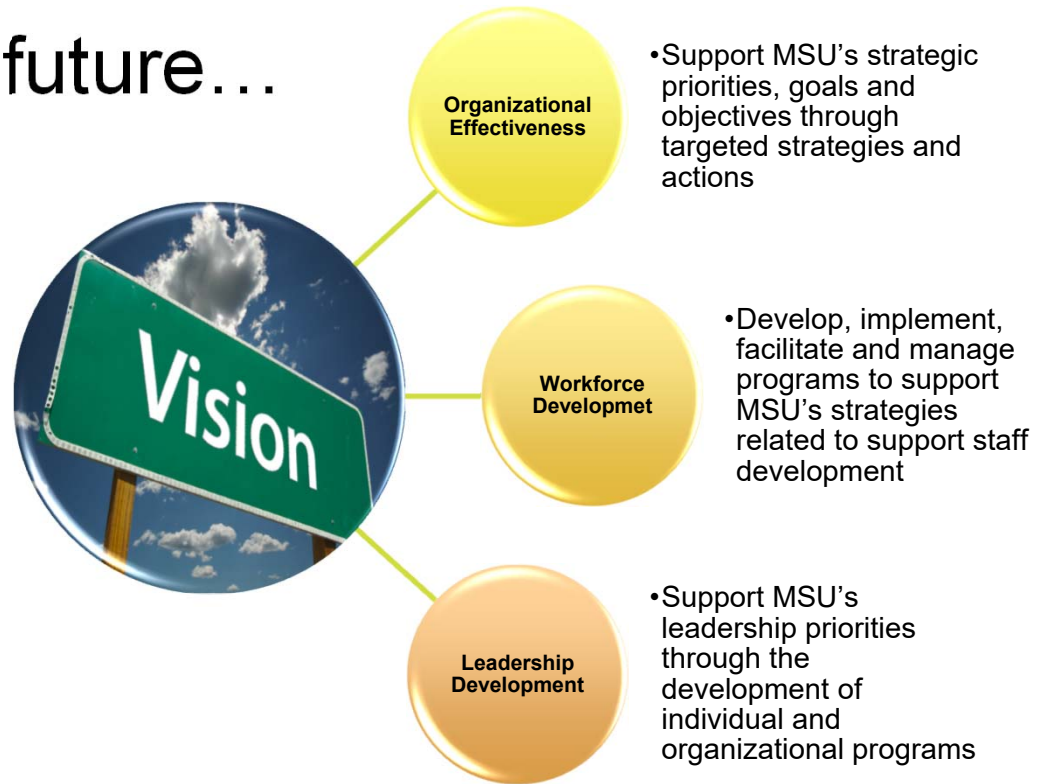 future…
Organizational
Effectiveness
•Support MSU’s strategic
priorities, goals and
objectives through
targeted strategies and
actions
Vision
Workforce
Developmet
•Develop, implement,
facilitate and manage
programs to support
MSU’s strategies
related to support staff
development
Leadership
Development
•Support MSU’s
leadership priorities
through the
development of
individual and
organizational programs